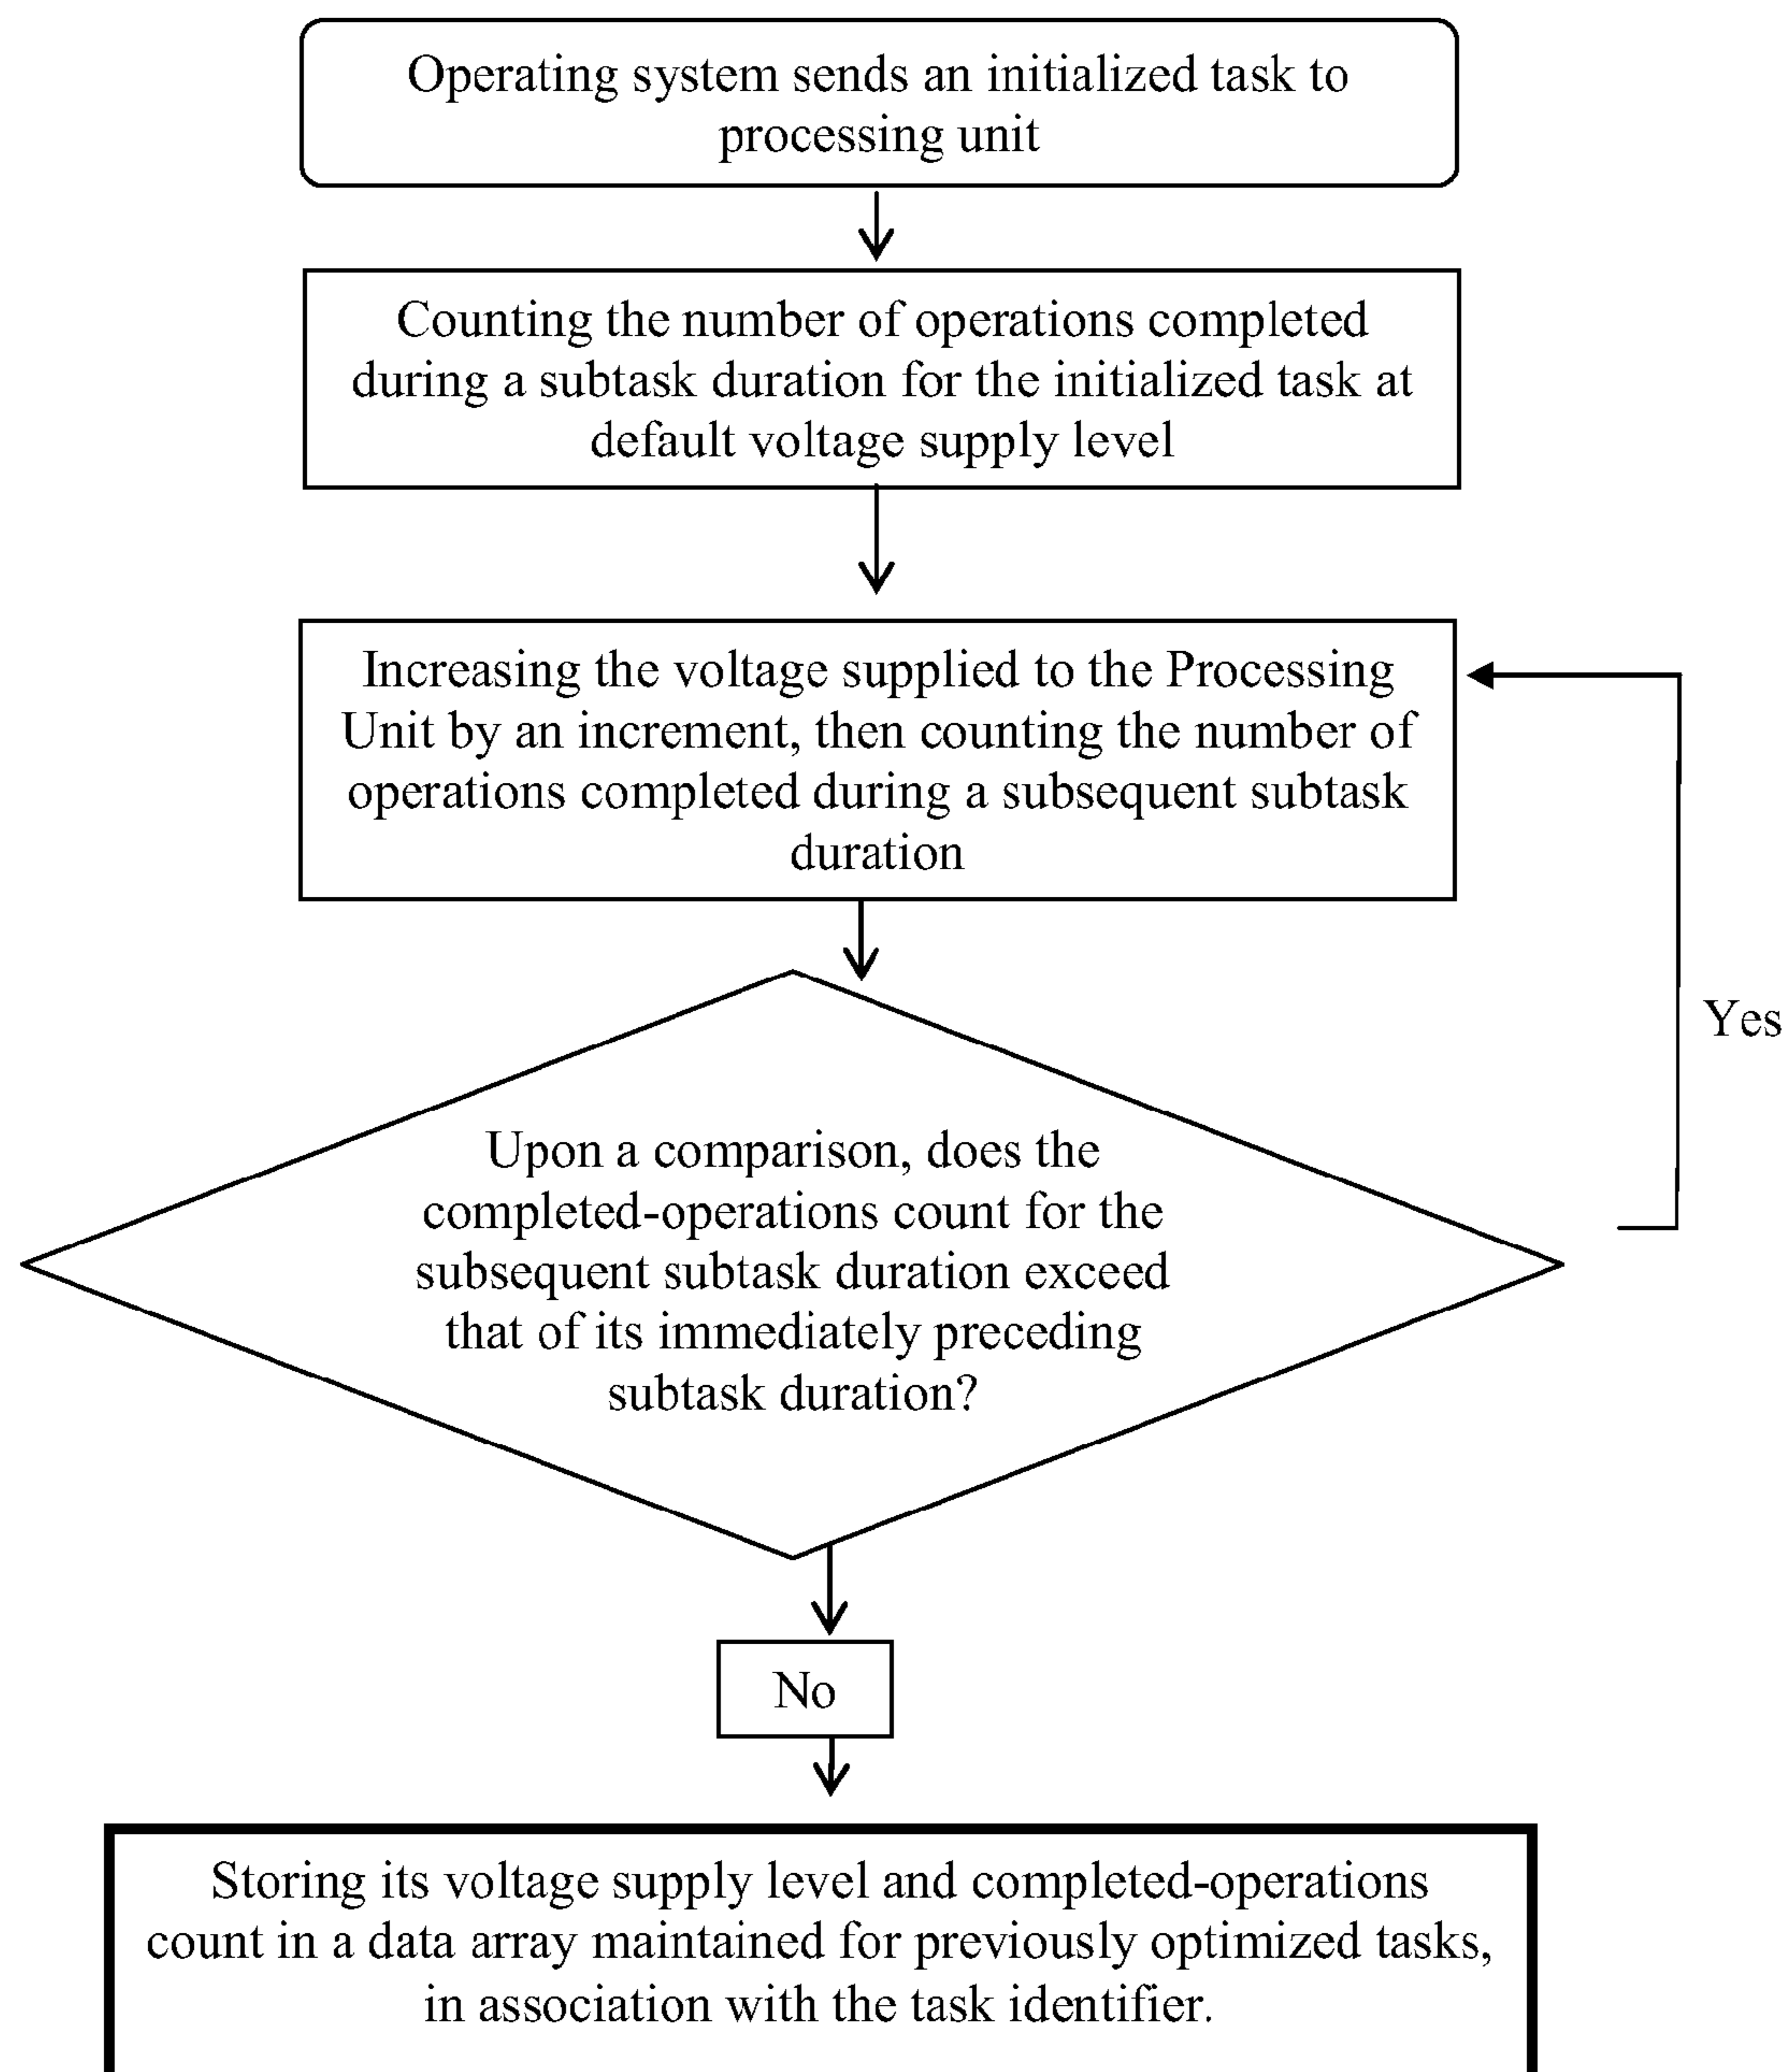 Operating system sends an initialized task to
processing unit
Counting the number of operations completed
during a subtask duration for the initialized task at
default voltage supply level
Increasing the voltage supplied to the Processing
Unit by an increment, then counting the number of
operations completed during a subsequent subtask
duration
Yes
Upon a comparison, does the
completed-operations count for the
subsequent subtask duration exceed
that of its immediately preceding
subtask duration?
No
Storing its voltage supply level and completed-operations
count in a data array maintained for previously optimized tasks,
in association with the task identifier.